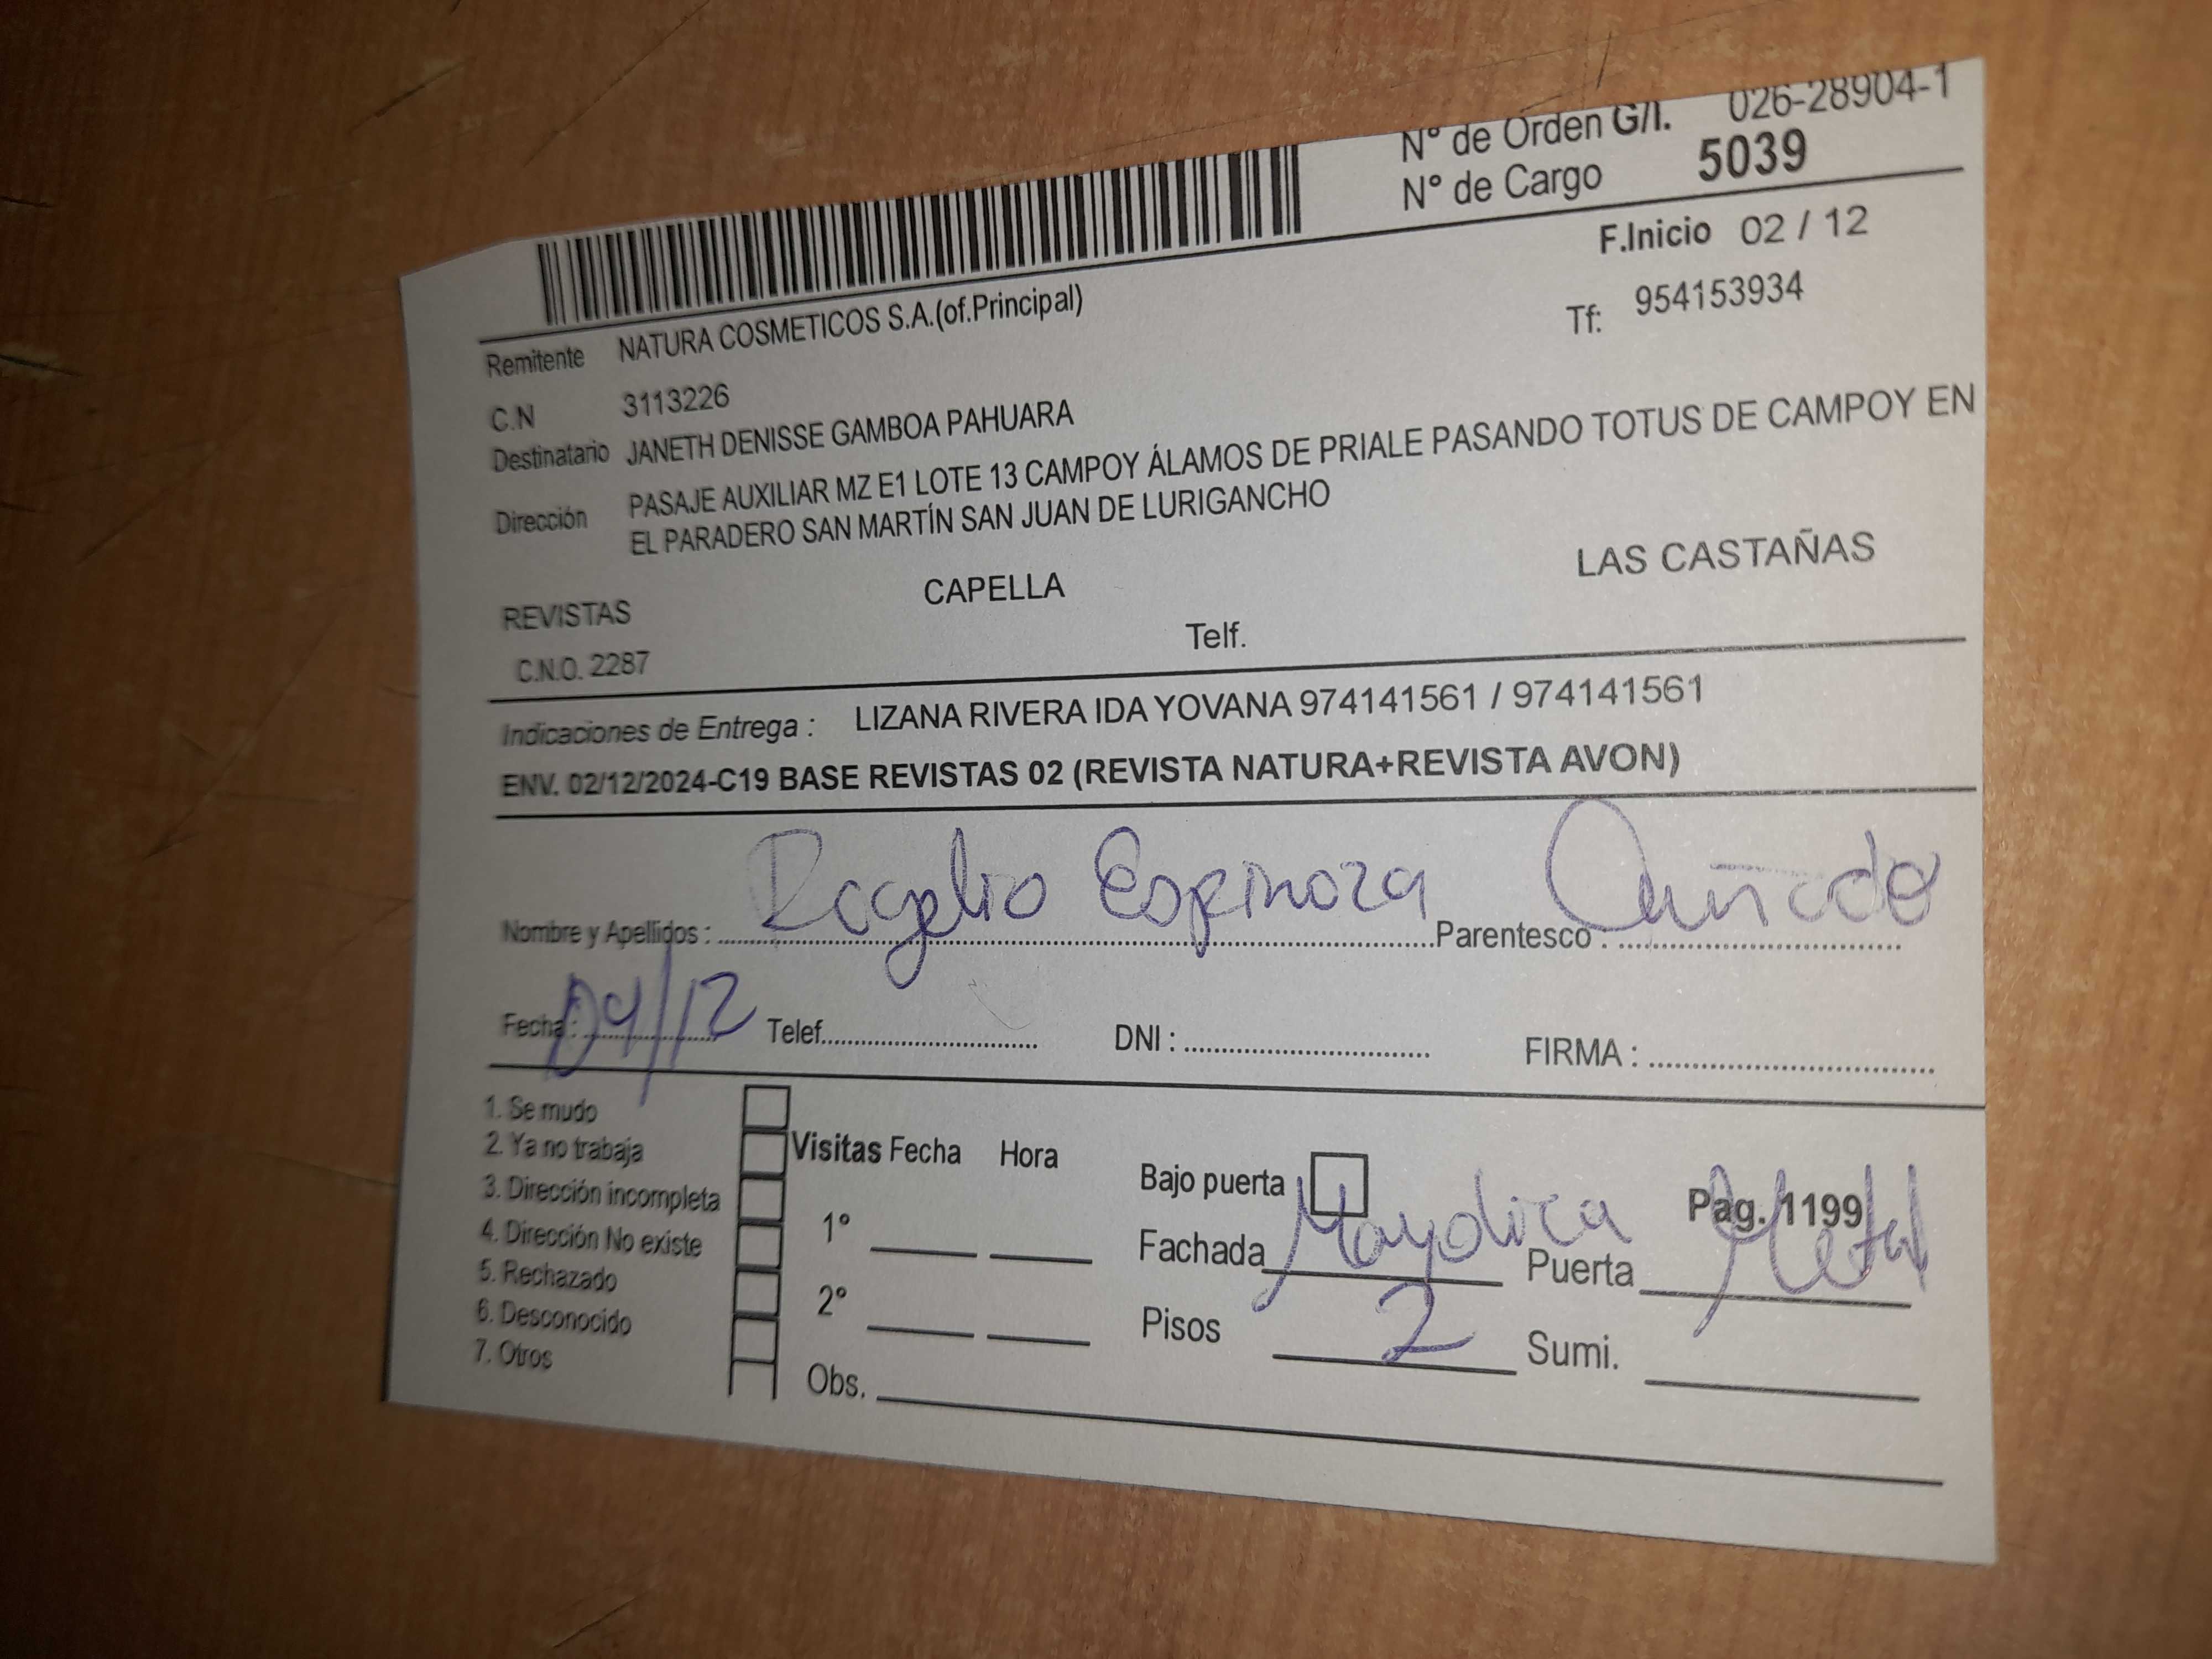 N° de Orden G/I. 026-28904-1
N° de Cargo 5039
F.Inicio 02 / 12
Remitente NATURA COSMETICOS S.A.(of.Principal) Tf: 954153934
C.N 3113226
Destinatario JANETH DENISSE GAMBOA PAHUARA
Dirección PASAJE AUXILIAR MZ E1 LOTE 13 CAMPOY ÁLAMOS DE PRIALE PASANDO TOTUS DE CAMPOY EN
EL PARADERO SAN MARTÍN SAN JUAN DE LURIGANCHO
REVISTAS CAPELLA LAS CASTAÑAS
C.N.O. 2287 Telf.
Indicaciones de Entrega : LIZANA RIVERA IDA YOVANA 974141561 / 974141561
ENV. 02/12/2024-C19 BASE REVISTAS 02 (REVISTA NATURA+REVISTA AVON)
Nombre y Apellidos : Rogelio Espinoza Parentesco : Cuñado
Fecha : 04/12 Telef. DNI : FIRMA :
1. Se mudo
2. Ya no trabaja Visitas Fecha Hora Bajo puerta Pag. 1199
3. Dirección incompleta
4. Dirección No existe 1° Fachada Puerta Metal
5. Rechazado
6. Desconocido 2° Pisos 2 Sumi.
7. Otros Obs.